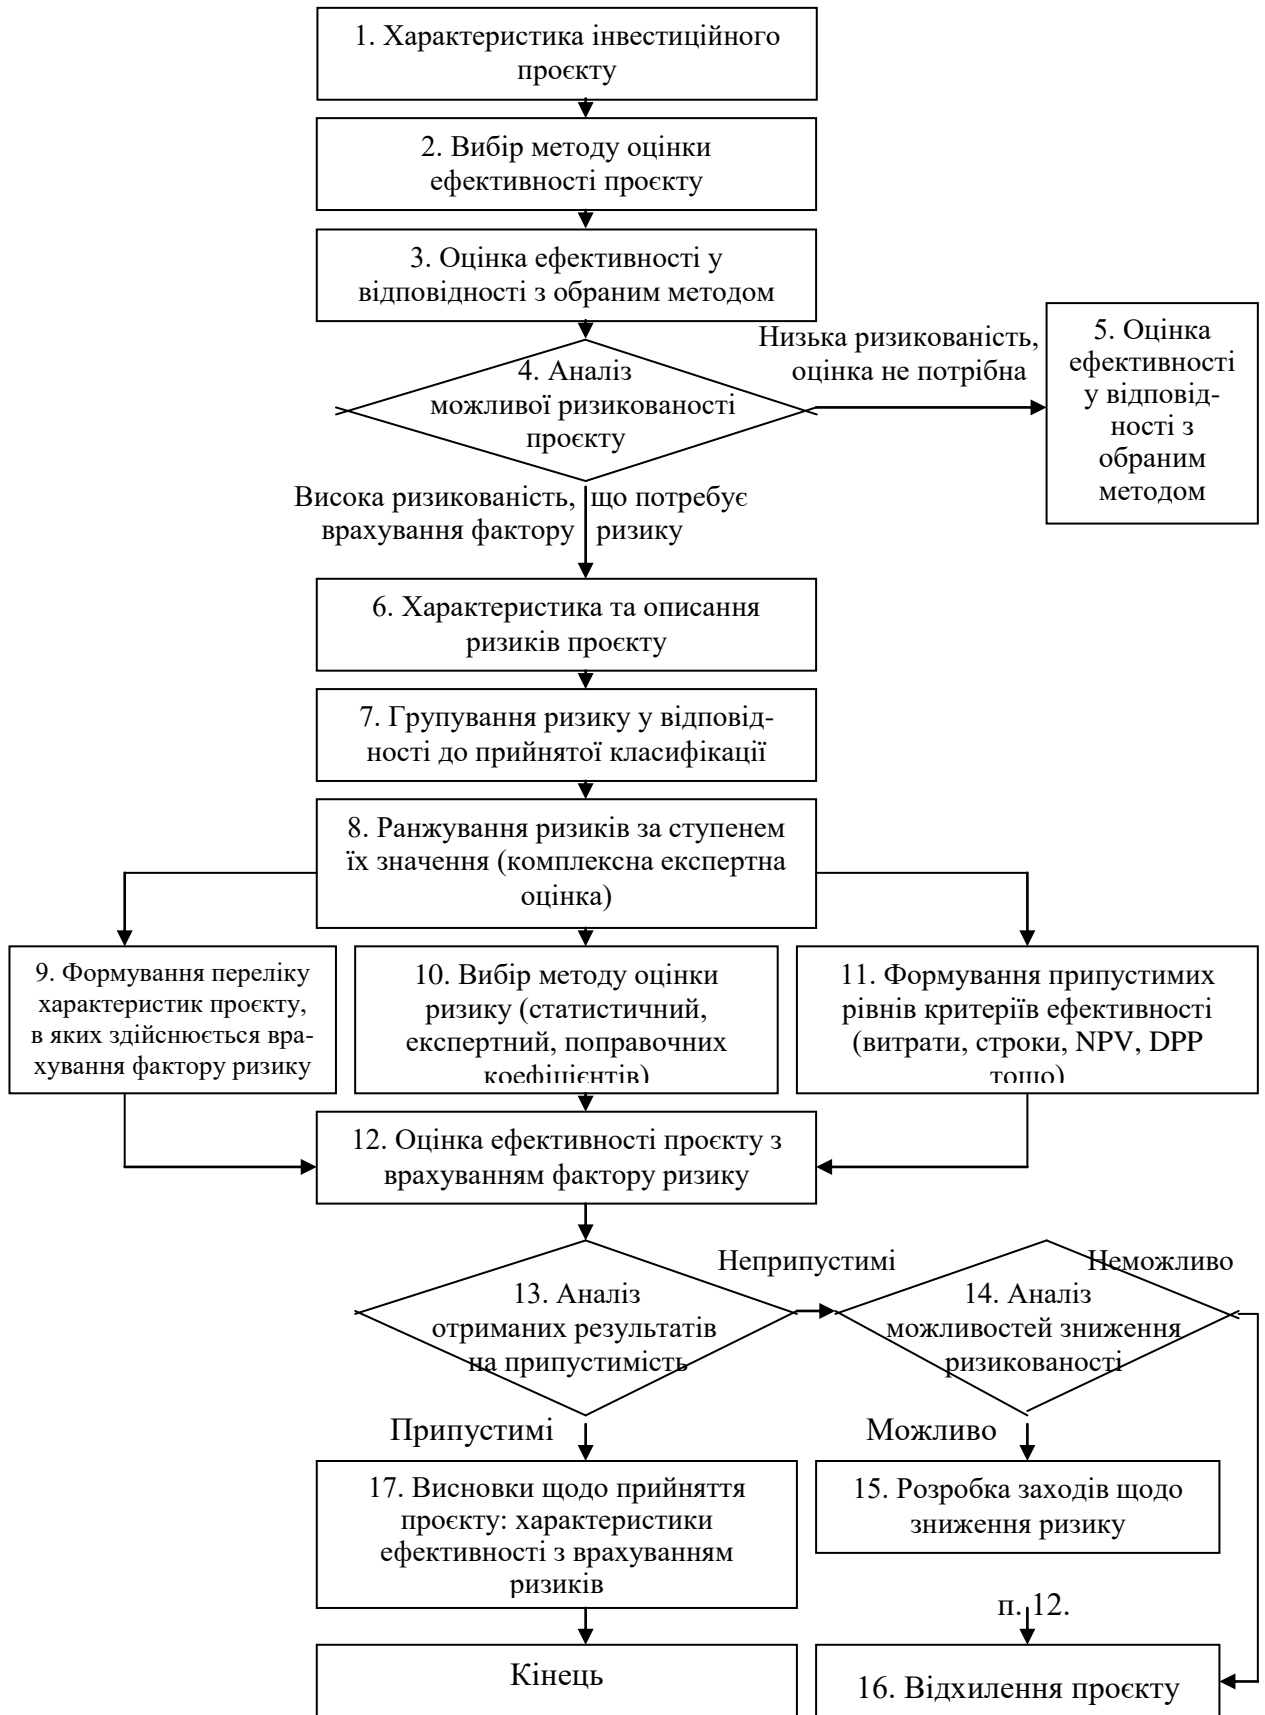 1. Характеристика інвестиційного
проєкту
2. Вибір методу оцінки
ефективності проєкту
3. Оцінка ефективності у
відповідності з обраним методом
4. Аналіз
можливої ризикованості
проєкту
Низька ризикованість,
оцінка не потрібна
5. Оцінка
ефективності
у відповід-
ності з
обраним
методом
Висока ризикованість, що потребує
врахування фактору ризику
6. Характеристика та описання
ризиків проєкту
7. Групування ризику у відповід-
ності до прийнятої класифікації
8. Ранжування ризиків за ступенем
їх значення (комплексна експертна
оцінка)
9. Формування переліку
характеристик проєкту,
в яких здійснюється вра-
хування фактору ризику
10. Вибір методу оцінки
ризику (статистичний,
експертний, поправочних
коефіцієнтів)
11. Формування припустимих
рівнів критеріїв ефективності
(витрати, строки, NPV, DPP
тощо)
12. Оцінка ефективності проєкту з
врахуванням фактору ризику
13. Аналіз
отриманих результатів
на припустимість
Неприпустимі
14. Аналіз
можливостей зниження
ризикованості
Неможливо
Припустимі
Можливо
17. Висновки щодо прийняття
проєкту: характеристики
ефективності з врахуванням
ризиків
15. Розробка заходів щодо
зниження ризику
п. 12.
Кінець
16. Відхилення проєкту